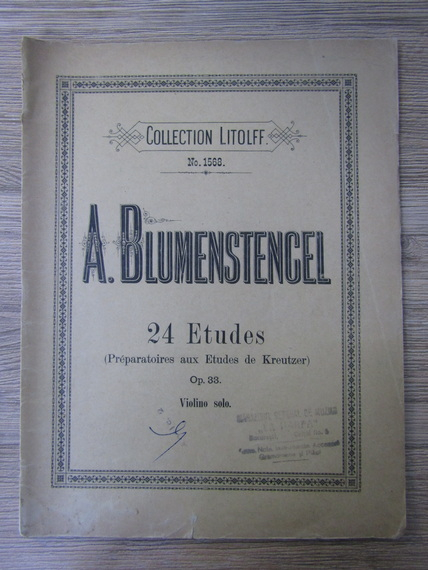 COLLECTION LITOLFF.
No. 1568.
A. BLUMENSTENGEL
24 Etudes
(Préparatoires aux Etudes de Kreutzer)
Op. 33.
Violino solo.